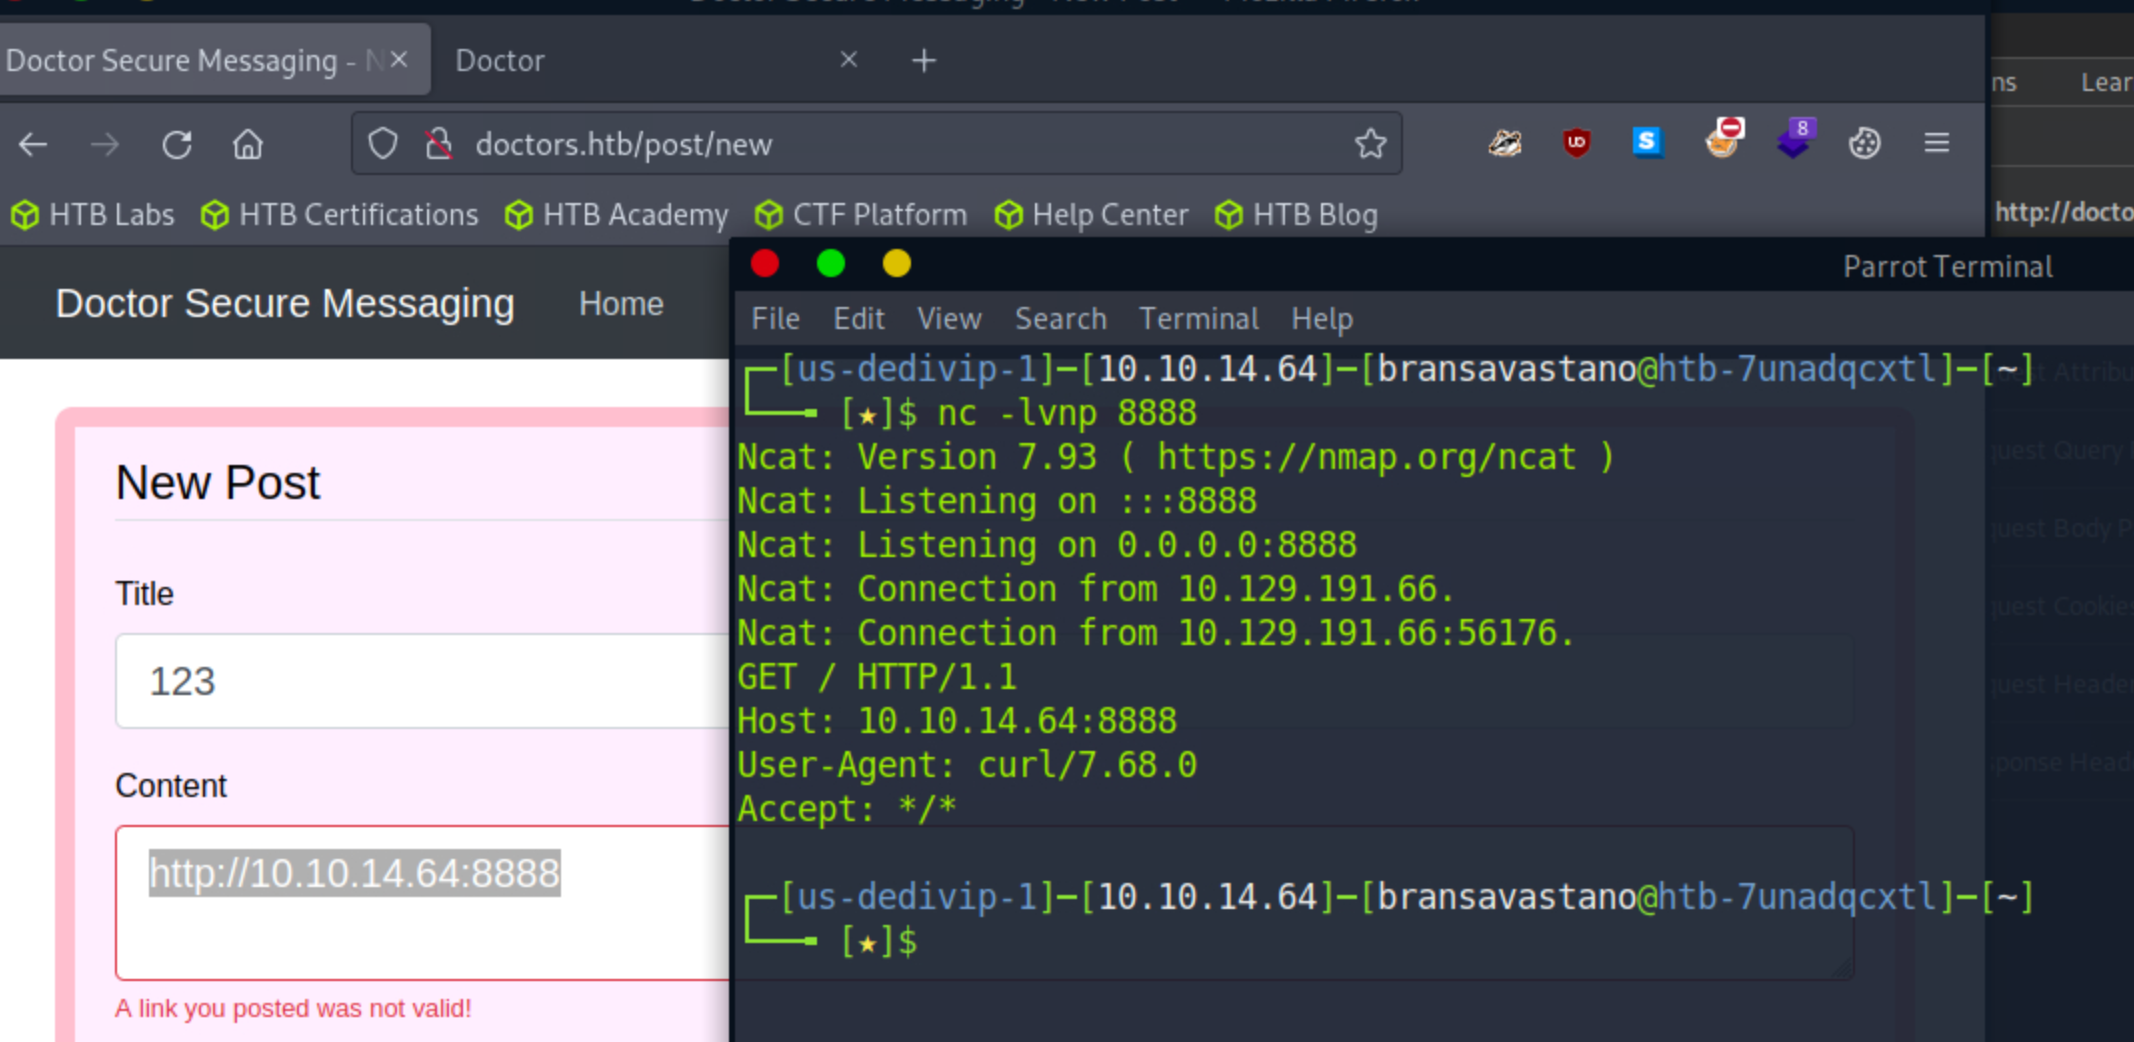 Doctor Secure Messaging - N
Doctor
doctors.htb/post/new
8
HTB Labs HTB Certifications HTB Academy CTF Platform Help Center HTB Blog
ns Lear
http://docto
Doctor Secure Messaging Home
New Post
Title
123
Content
http://10.10.14.64:8888
A link you posted was not valid!
Parrot Terminal
File Edit View Search Terminal Help
┌─[us-dedivip-1]─[10.10.14.64]─[bransavastano@htb-7unadqcxtl]─[~]
└──╼ [★]$ nc -lvnp 8888
Ncat: Version 7.93 ( https://nmap.org/ncat )
Ncat: Listening on :::8888
Ncat: Listening on 0.0.0.0:8888
Ncat: Connection from 10.129.191.66.
Ncat: Connection from 10.129.191.66:56176.
GET / HTTP/1.1
Host: 10.10.14.64:8888
User-Agent: curl/7.68.0
Accept: */*
┌─[us-dedivip-1]─[10.10.14.64]─[bransavastano@htb-7unadqcxtl]─[~]
└──╼ [★]$